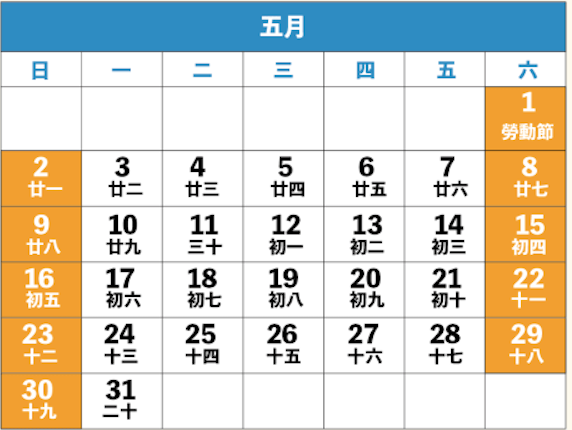 五月
日 一 二 三 四 五 六
1
勞動節
2 3 4 5 6 7 8
廿一 廿二 廿三 廿四 廿五 廿六 廿七
9 10 11 12 13 14 15
廿八 廿九 三十 初一 初二 初三 初四
16 17 18 19 20 21 22
初五 初六 初七 初八 初九 初十 十一
23 24 25 26 27 28 29
十二 十三 十四 十五 十六 十七 十八
30 31
十九 二十